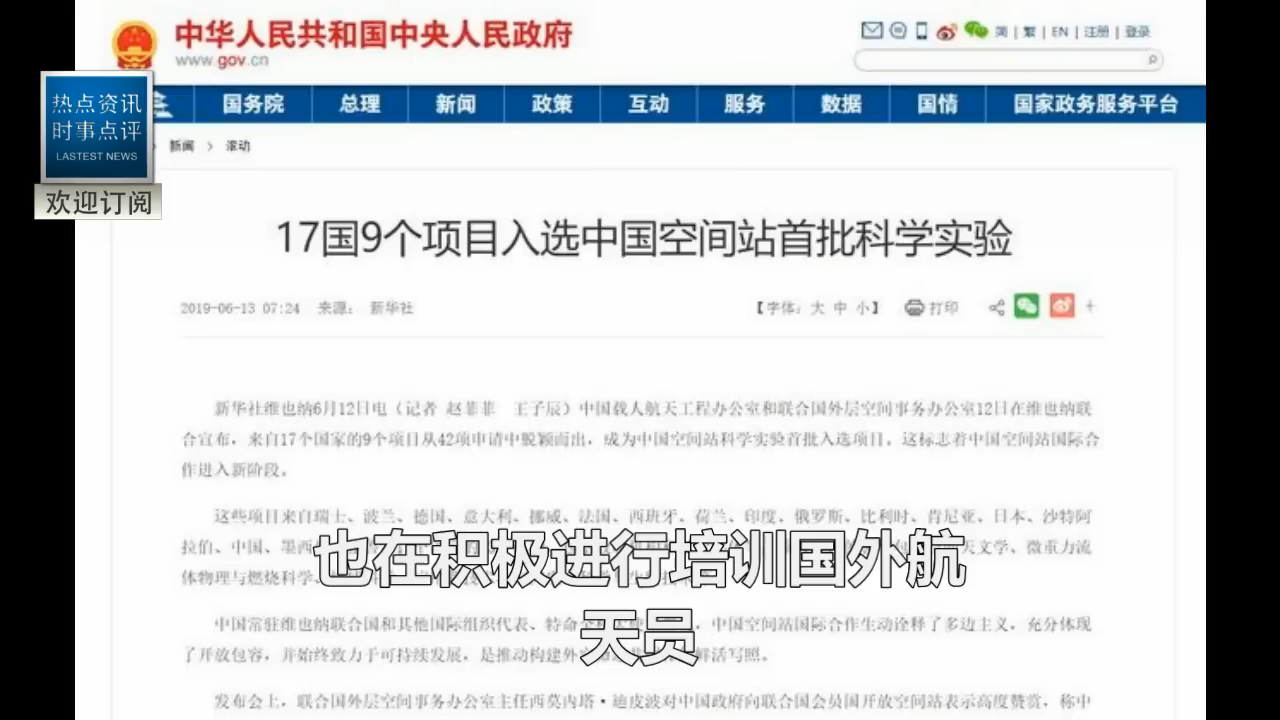 中华人民共和国中央人民政府
www.gov.cn
简 | 繁 | EN | 注册 | 登录
国务院 总理 新闻 政策 互动 服务 数据 国情 国家政务服务平台
热点资讯
时事点评
LASTEST NEWS
欢迎订阅
新闻 > 滚动
17国9个项目入选中国空间站首批科学实验
2019-06-13 07:24 来源: 新华社 【字体: 大 中 小】 打印
新华社维也纳6月12日电（记者 赵菲菲 王子辰）中国载人航天工程办公室和联合国外层空间事务办公室12日在维也纳联
合宣布，来自17个国家的9个项目从42项申请中脱颖而出，成为中国空间站科学实验首批入选项目。这标志着中国空间站国际合
作进入新阶段。
这些项目来自瑞士、波兰、德国、意大利、挪威、法国、西班牙、荷兰、印度、俄罗斯、比利时、肯尼亚、日本、沙特阿
拉伯、中国、墨西 天文学、微重力流
体物理与燃烧科学、
也在积极进行培训国外航
天员
中国常驻维也纳联合国和其他国际组织代表、特命全 ，中国空间站国际合作生动诠释了多边主义，充分体现
了开放包容，并始终致力于可持续发展，是推动构建外 鲜活写照。
发布会上，联合国外层空间事务办公室主任西莫内塔·迪皮波对中国政府向联合国会员国开放空间站表示高度赞赏，称中